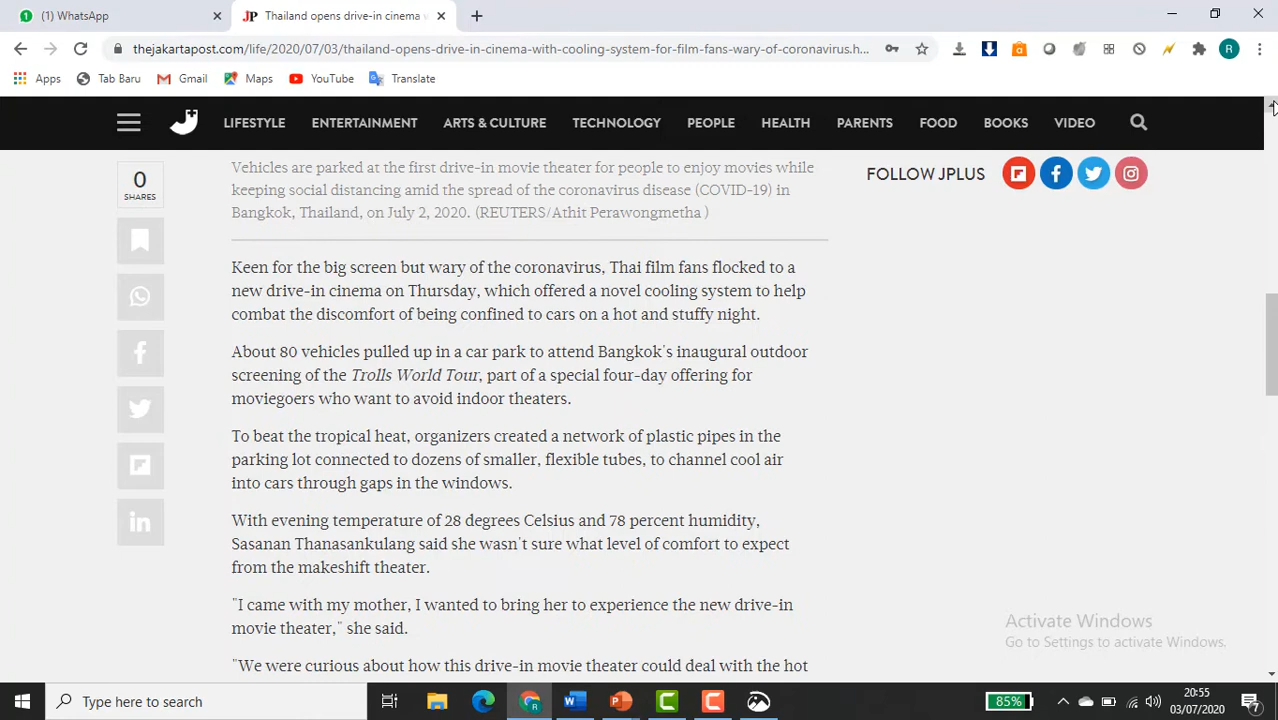 (1) WhatsApp
JP Thailand opens drive-in cinema w
thejakartapost.com/life/2020/07/03/thailand-opens-drive-in-cinema-with-cooling-system-for-film-fans-wary-of-coronavirus.h...
R
Apps Tab Baru Gmail Maps YouTube Translate
LIFESTYLE ENTERTAINMENT ARTS & CULTURE TECHNOLOGY PEOPLE HEALTH PARENTS FOOD BOOKS VIDEO
0
SHARES
Vehicles are parked at the first drive-in movie theater for people to enjoy movies while
keeping social distancing amid the spread of the coronavirus disease (COVID-19) in
Bangkok, Thailand, on July 2, 2020. (REUTERS/Athit Perawongmetha )
FOLLOW JPLUS
Keen for the big screen but wary of the coronavirus, Thai film fans flocked to a
new drive-in cinema on Thursday, which offered a novel cooling system to help
combat the discomfort of being confined to cars on a hot and stuffy night.
About 80 vehicles pulled up in a car park to attend Bangkok's inaugural outdoor
screening of the Trolls World Tour, part of a special four-day offering for
moviegoers who want to avoid indoor theaters.
To beat the tropical heat, organizers created a network of plastic pipes in the
parking lot connected to dozens of smaller, flexible tubes, to channel cool air
into cars through gaps in the windows.
With evening temperature of 28 degrees Celsius and 78 percent humidity,
Sasanan Thanasankulang said she wasn't sure what level of comfort to expect
from the makeshift theater.
"I came with my mother, I wanted to bring her to experience the new drive-in
movie theater," she said.
"We were curious about how this drive-in movie theater could deal with the hot
Activate Windows
Go to Settings to activate Windows.
Type here to search
85%
20:55
03/07/2020
7